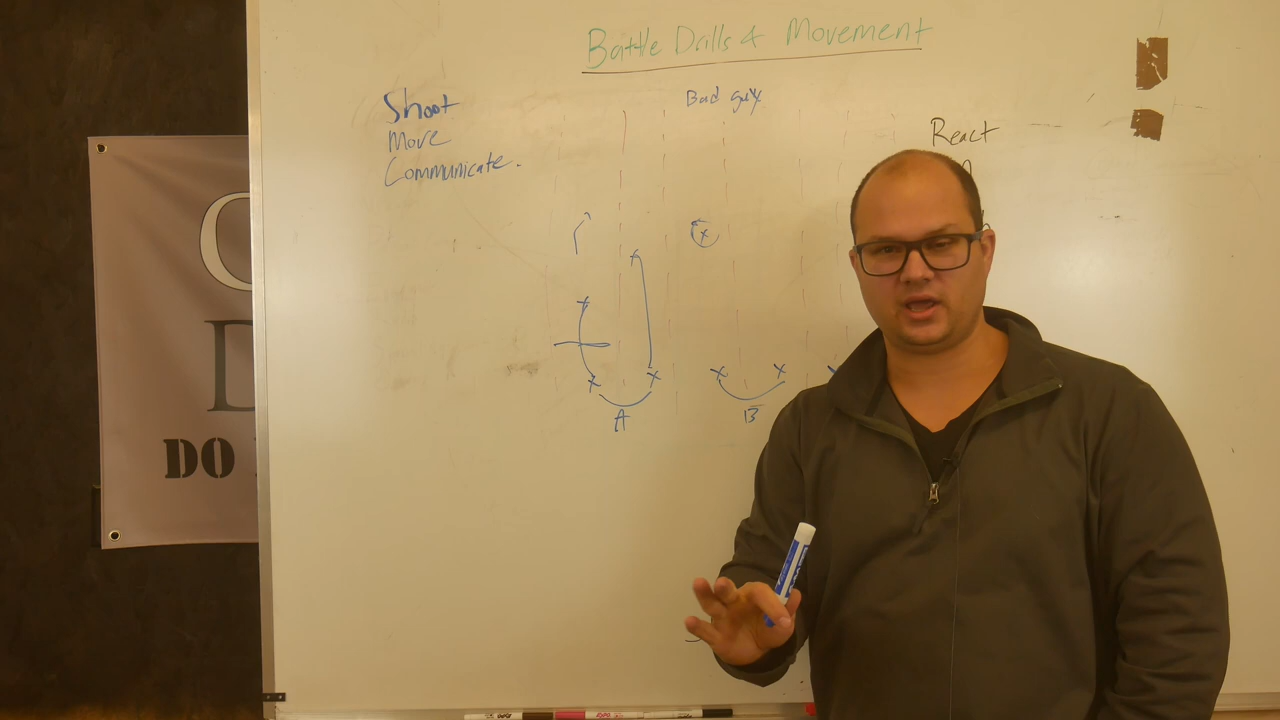 Battle Drills & Movement
Bad guy
Shoot
Move
Communicate.
React
X
X
X
X X X X
A B
DO